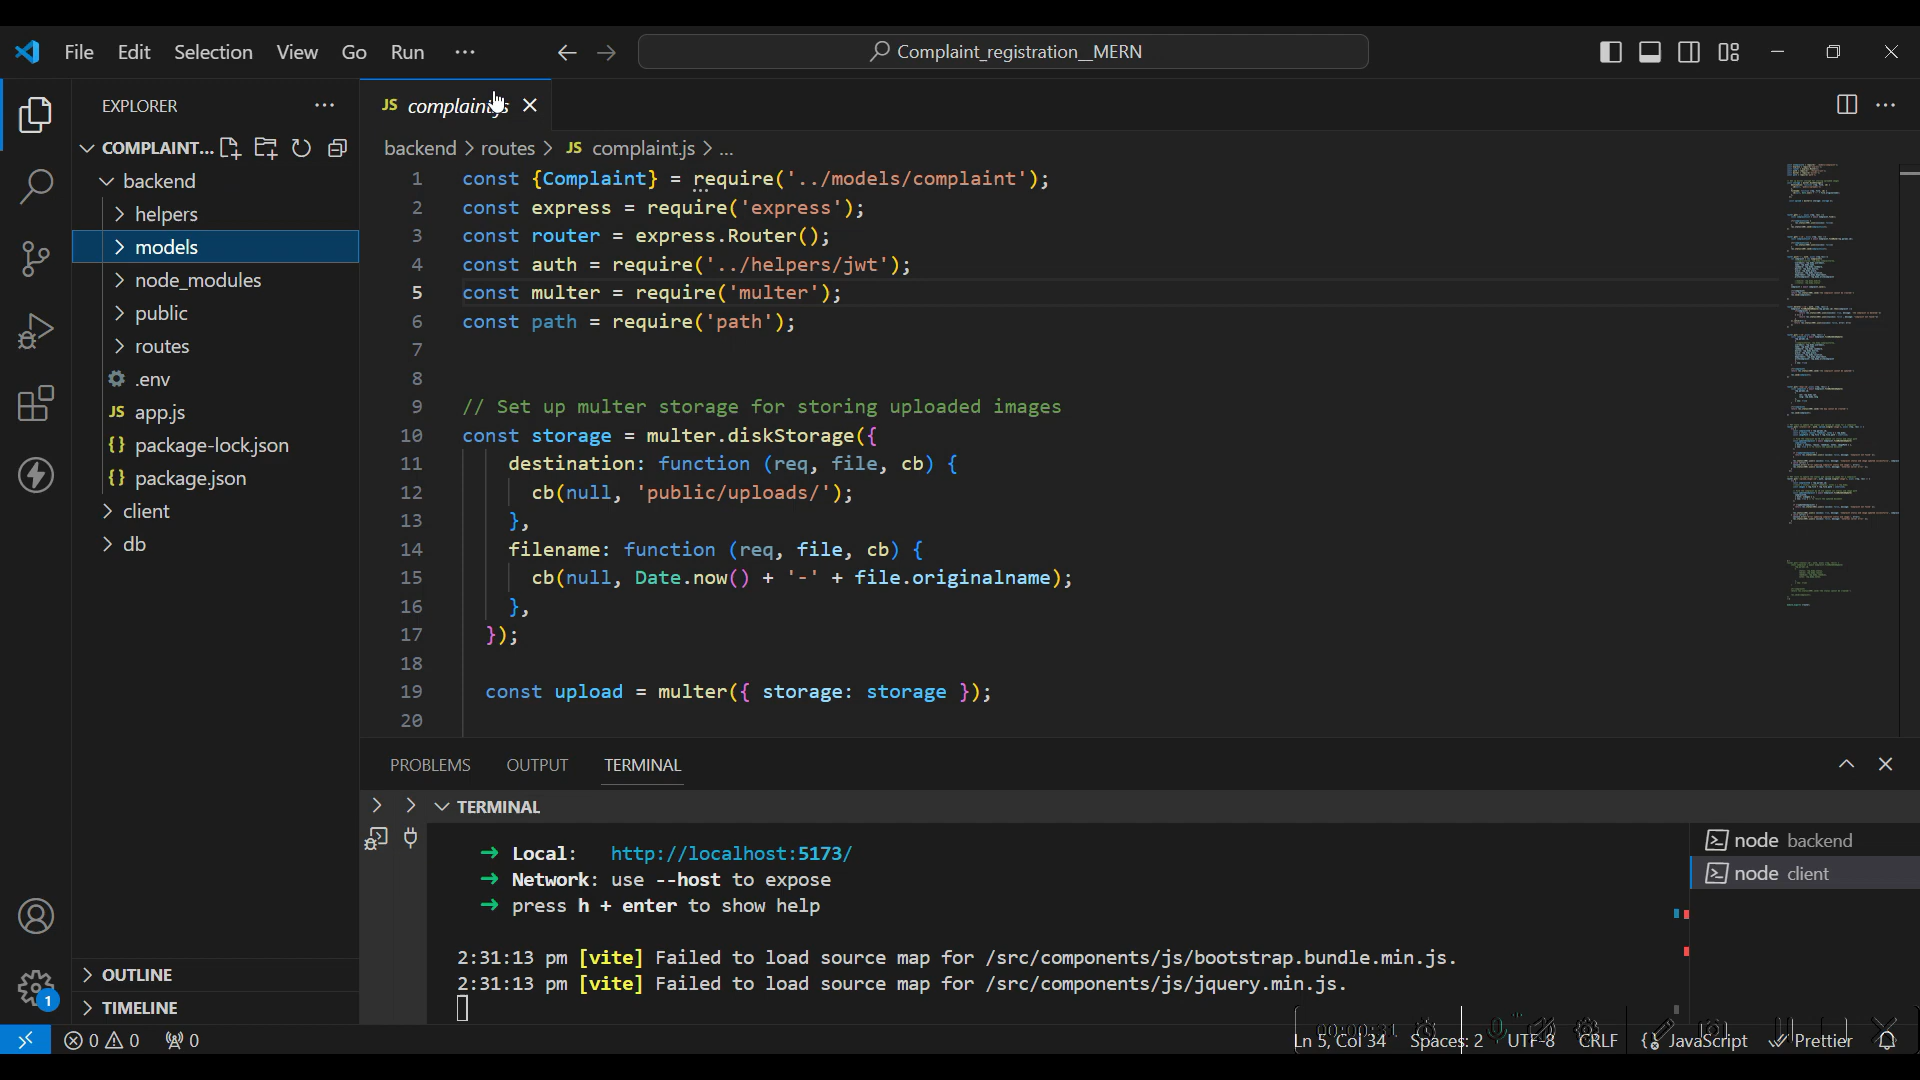 File Edit Selection View Go Run ···
Complaint_registration__MERN
EXPLORER
COMPLAINT...
backend
helpers
models
node_modules
public
routes
.env
JS app.js
{} package-lock.json
{} package.json
client
db
OUTLINE
TIMELINE
1
JS complaint.js
backend > routes > JS complaint.js > ...
1 const {Complaint} = require('../models/complaint');
2 const express = require('express');
3 const router = express.Router();
4 const auth = require('../helpers/jwt');
5 const multer = require('multer');
6 const path = require('path');
7
8
9 // Set up multer storage for storing uploaded images
10 const storage = multer.diskStorage({
11 destination: function (req, file, cb) {
12 cb(null, 'public/uploads/');
13 },
14 filename: function (req, file, cb) {
15 cb(null, Date.now() + '-' + file.originalname);
16 },
17 });
18
19 const upload = multer({ storage: storage });
20
PROBLEMS OUTPUT TERMINAL
TERMINAL
➜ Local: http://localhost:5173/
➜ Network: use --host to expose
➜ press h + enter to show help
2:31:13 pm [vite] Failed to load source map for /src/components/js/bootstrap.bundle.min.js.
2:31:13 pm [vite] Failed to load source map for /src/components/js/jquery.min.js.
node backend
node client
0 0 0
00:00:31
Ln 5, Col 34 Spaces: 2 UTF-8 CRLF {} JavaScript Prettier